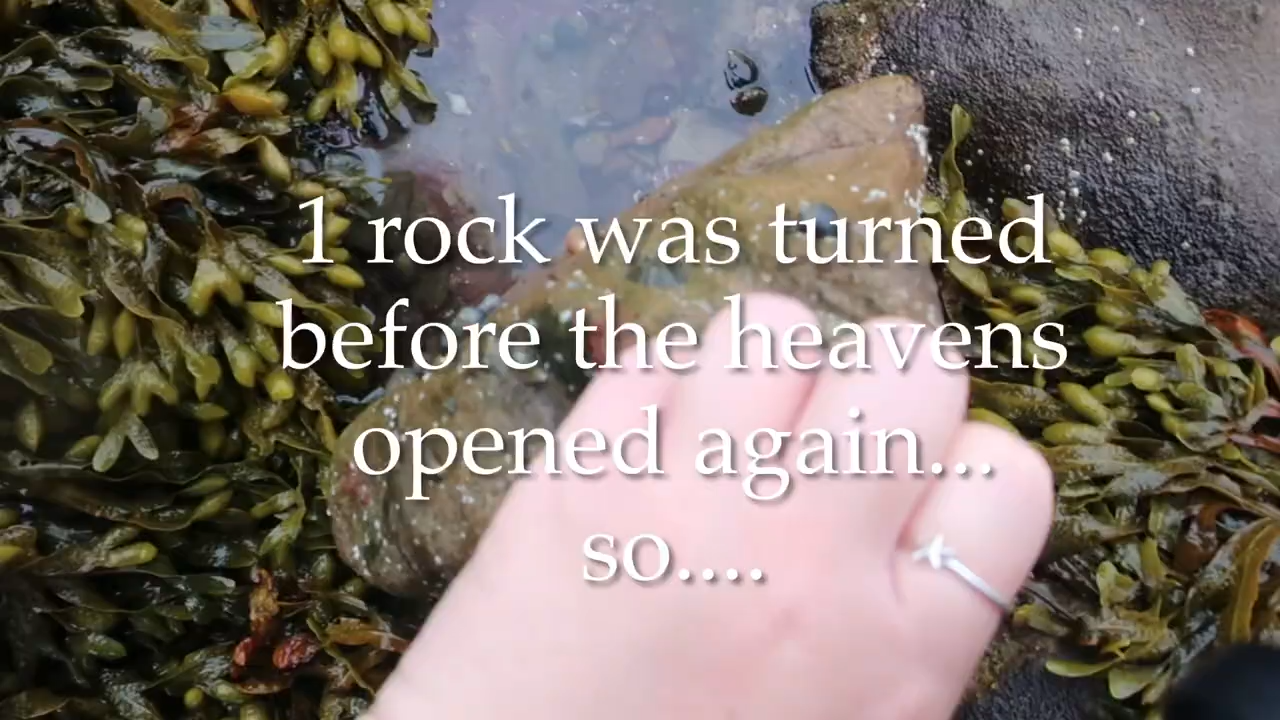 1 rock was turned
before the heavens
opened again...
so....